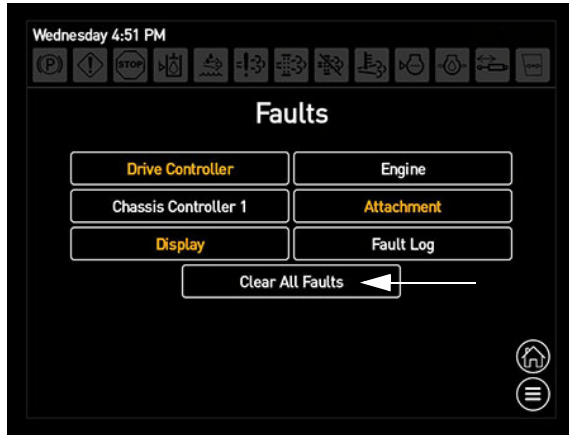 Wednesday 4:51 PM
(P) STOP
Faults
Drive Controller Engine
Chassis Controller 1 Attachment
Display Fault Log
Clear All Faults